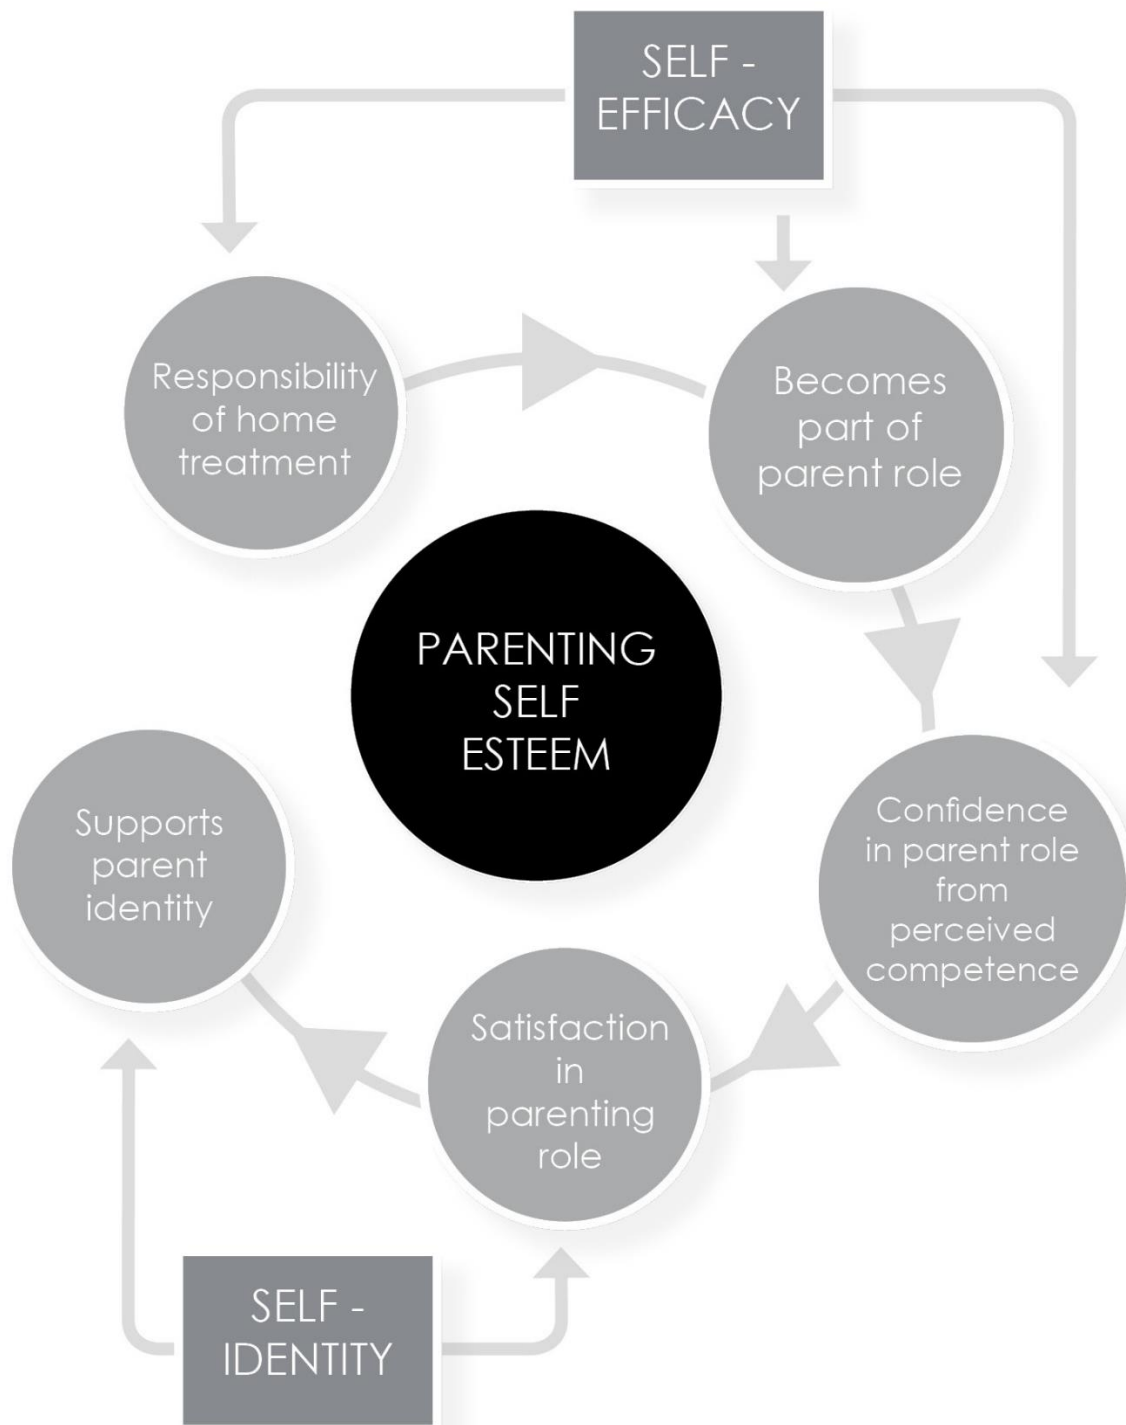 SELF -
EFFICACY
Responsibility
of home
treatment
Becomes
part of
parent role
PARENTING
SELF
ESTEEM
Supports
parent
identity
Confidence
in parent role
from
perceived
competence
Satisfaction
in
parenting
role
SELF -
IDENTITY